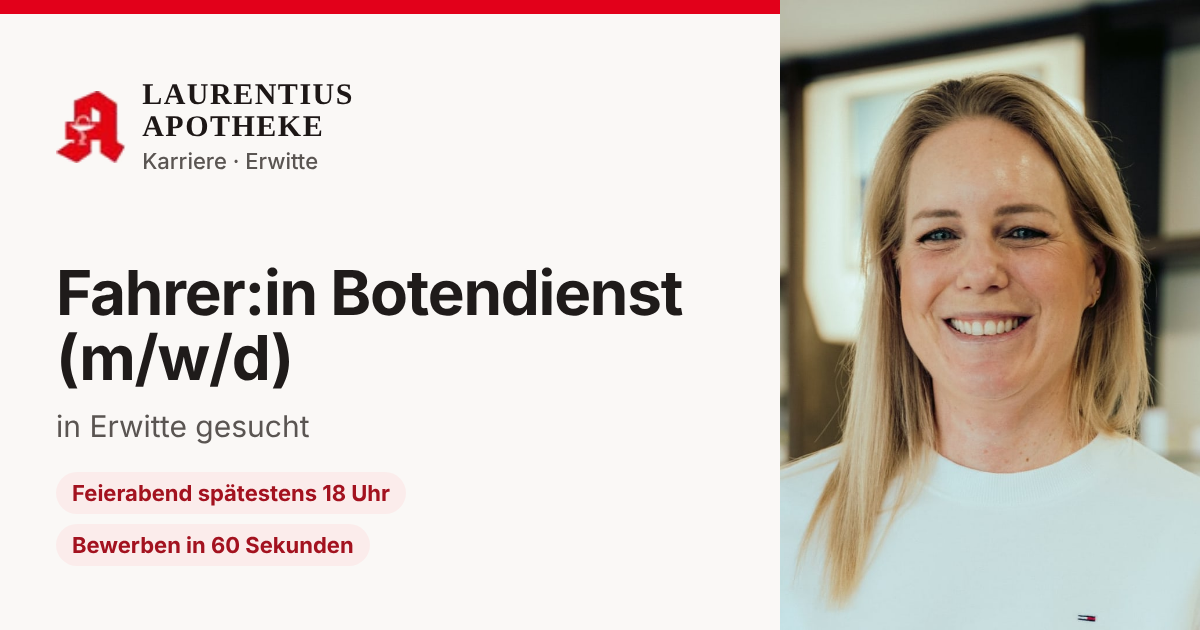 LAURENTIUS
APOTHEKE
Karriere · Erwitte
Fahrer:in Botendienst
(m/w/d)
in Erwitte gesucht
Feierabend spätestens 18 Uhr
Bewerben in 60 Sekunden